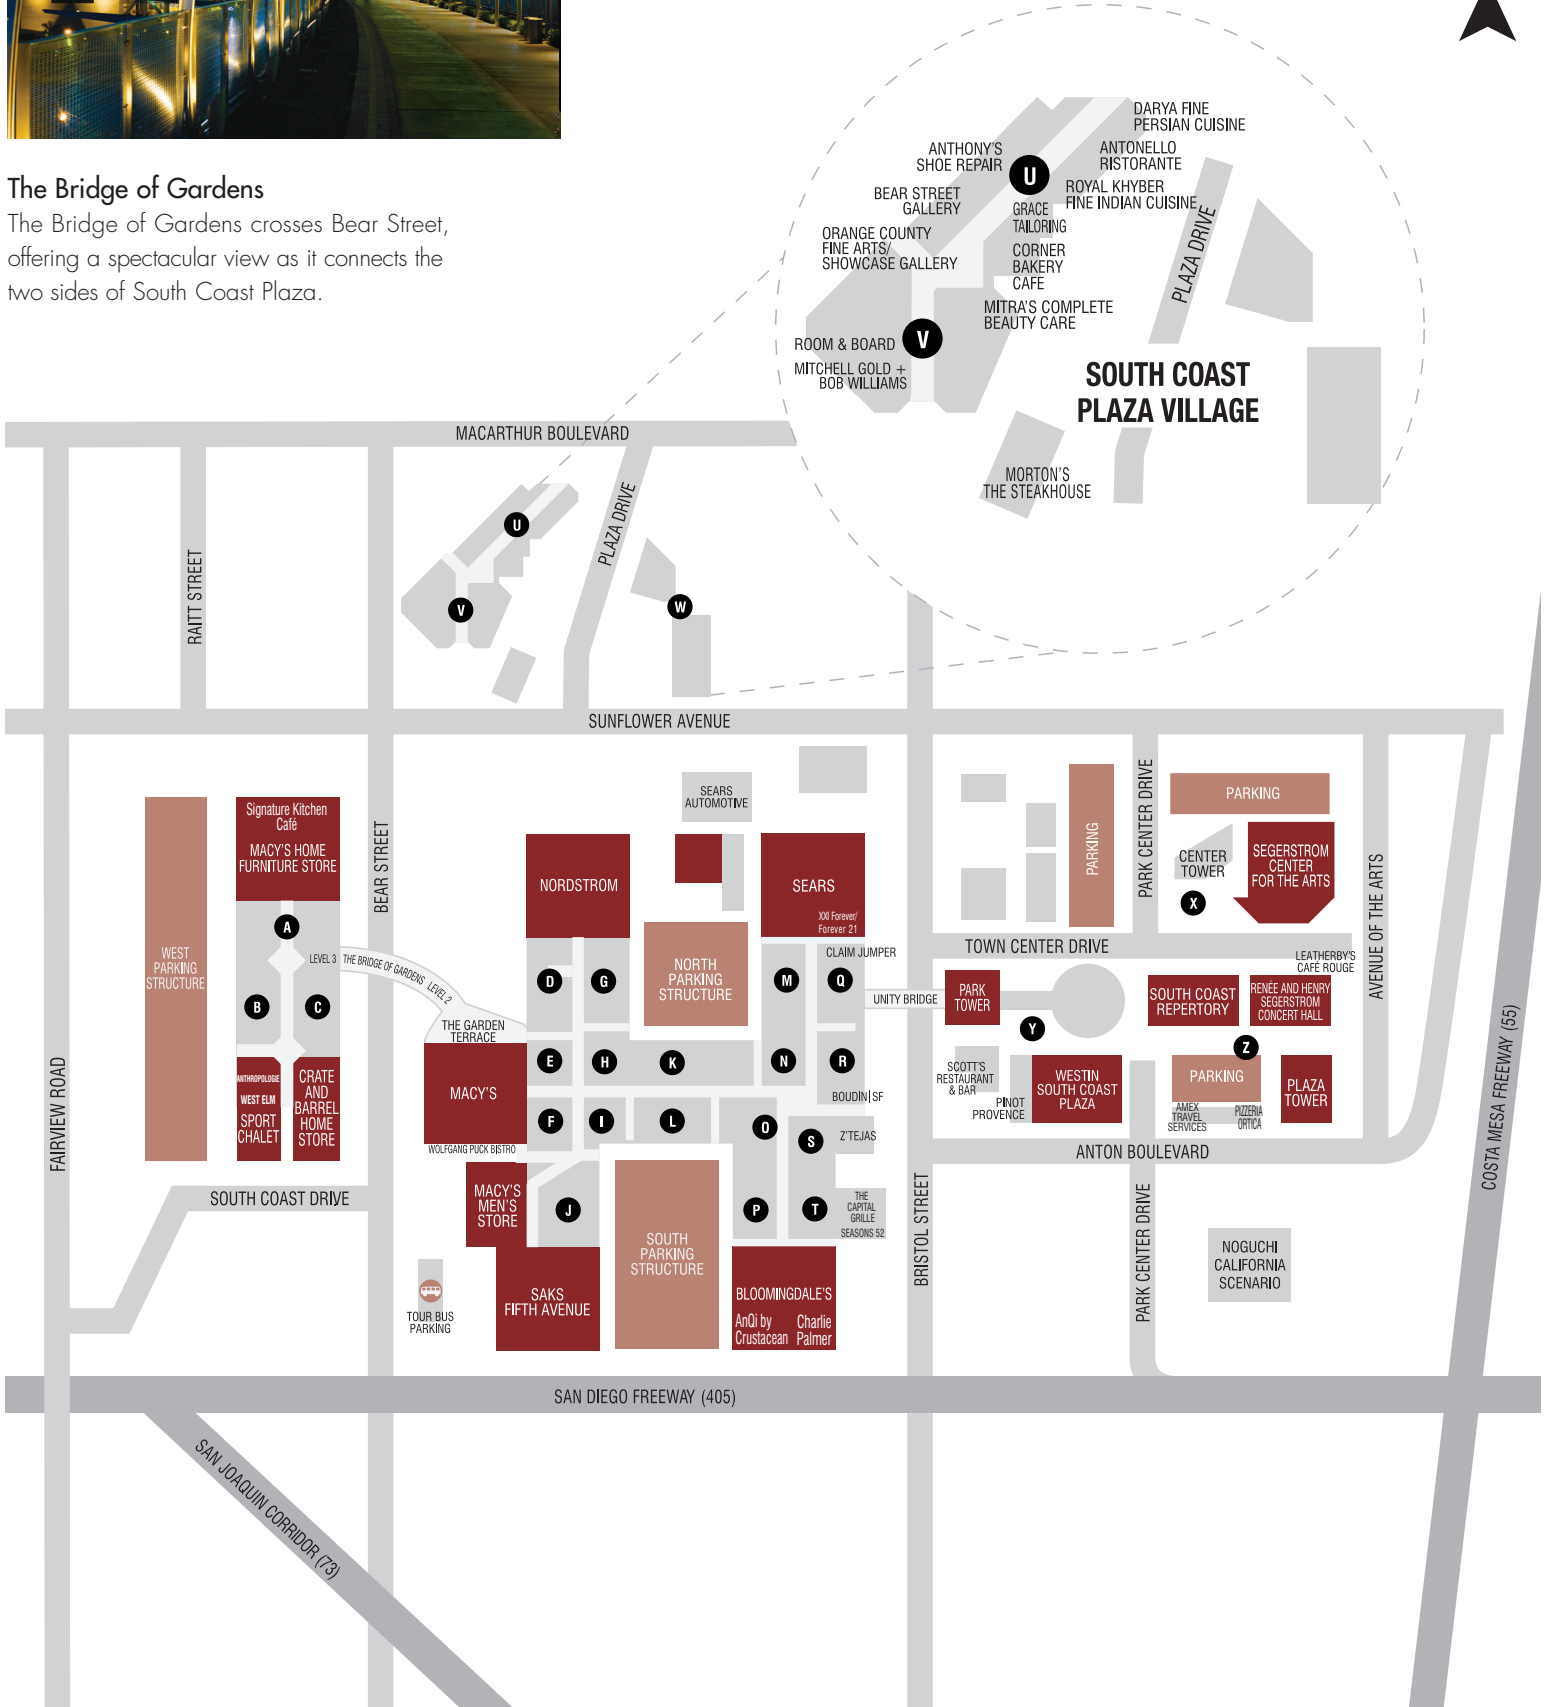 The Bridge of Gardens
The Bridge of Gardens crosses Bear Street,
offering a spectacular view as it connects the
two sides of South Coast Plaza.
DARYA FINE
PERSIAN CUISINE
ANTHONY'S
SHOE REPAIR
ANTONELLO
RISTORANTE
U
ROYAL KHYBER
FINE INDIAN CUISINE
BEAR STREET
GALLERY
GRACE
TAILORING
PLAZA DRIVE
ORANGE COUNTY
FINE ARTS/
SHOWCASE GALLERY
CORNER
BAKERY
CAFE
MITRA'S COMPLETE
BEAUTY CARE
ROOM & BOARD
V
MITCHELL GOLD +
BOB WILLIAMS
SOUTH COAST
PLAZA VILLAGE
MORTON'S
THE STEAKHOUSE
MACARTHUR BOULEVARD
RAITT STREET
U
PLAZA DRIVE
V
W
SUNFLOWER AVENUE
FAIRVIEW ROAD
WEST
PARKING
STRUCTURE
Signature Kitchen
Café
MACY'S HOME
FURNITURE STORE
A
B
C
LEVEL 3
THE BRIDGE OF GARDENS
LEVEL 2
ANTHROPOLOGIE
WEST ELM
SPORT
CHALET
CRATE
AND
BARREL
HOME
STORE
BEAR STREET
SOUTH COAST DRIVE
SEARS
AUTOMOTIVE
NORDSTROM
SEARS
XXI Forever/
Forever 21
CLAIM JUMPER
D
G
NORTH
PARKING
STRUCTURE
M
Q
UNITY BRIDGE
THE GARDEN
TERRACE
MACY'S
WOLFGANG PUCK BISTRO
E
H
K
N
R
BOUDIN|SF
F
I
L
O
S
Z'TEJAS
MACY'S
MEN'S
STORE
J
P
T
THE
CAPITAL
GRILLE
SEASONS 52
SOUTH
PARKING
STRUCTURE
SAKS
FIFTH AVENUE
BLOOMINGDALE'S
AnQi by
Crustacean
Charlie
Palmer
TOUR BUS
PARKING
BRISTOL STREET
PARKING
PARK CENTER DRIVE
PARKING
CENTER
TOWER
SEGERSTROM
CENTER
FOR THE ARTS
X
TOWN CENTER DRIVE
LEATHERBY'S
CAFÉ ROUGE
AVENUE OF THE ARTS
PARK
TOWER
SOUTH COAST
REPERTORY
RENÉE AND HENRY
SEGERSTROM
CONCERT HALL
Y
Z
SCOTT'S
RESTAURANT
& BAR
PINOT
PROVENCE
WESTIN
SOUTH COAST
PLAZA
PARKING
AMEX
TRAVEL
SERVICES
PIZZERIA
ORTICA
PLAZA
TOWER
ANTON BOULEVARD
PARK CENTER DRIVE
NOGUCHI
CALIFORNIA
SCENARIO
COSTA MESA FREEWAY (55)
SAN DIEGO FREEWAY (405)
SAN JOAQUIN CORRIDOR (73)